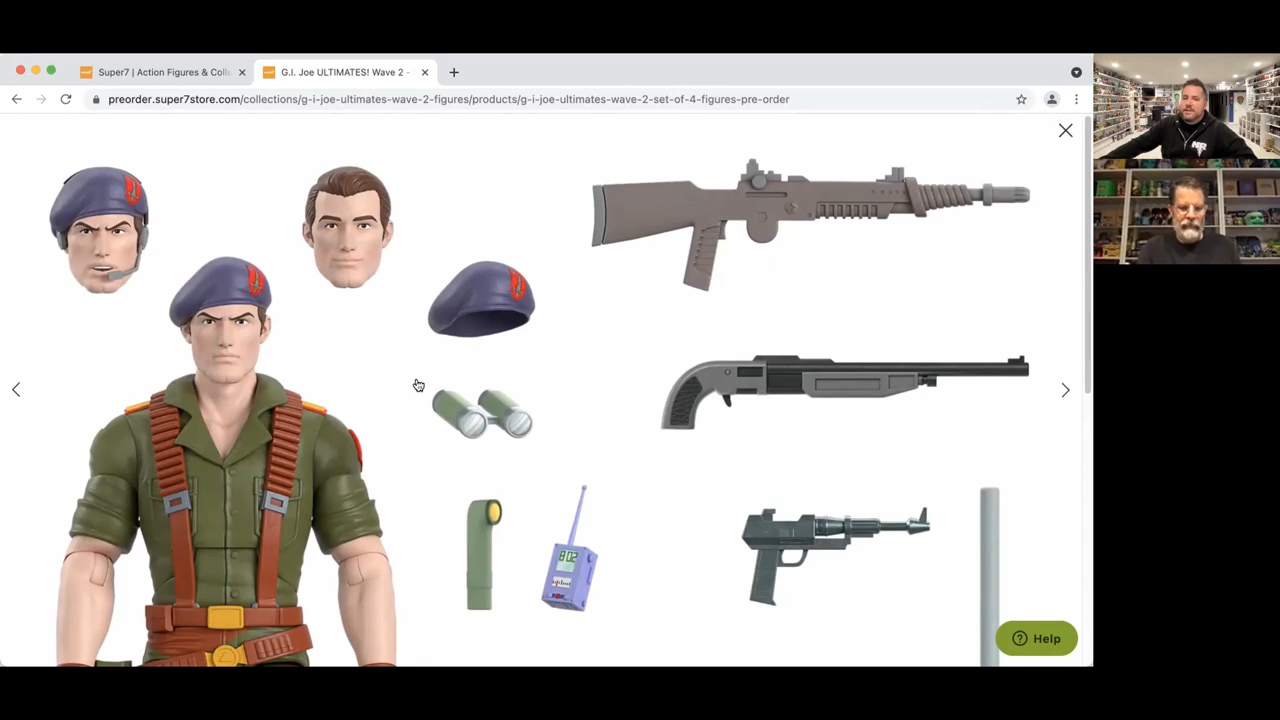 Super7 | Action Figures & Colle
G.I. Joe ULTIMATES! Wave 2 -
preorder.super7store.com/collections/g-i-joe-ultimates-wave-2-figures/products/g-i-joe-ultimates-wave-2-set-of-4-figures-pre-order
802
Help